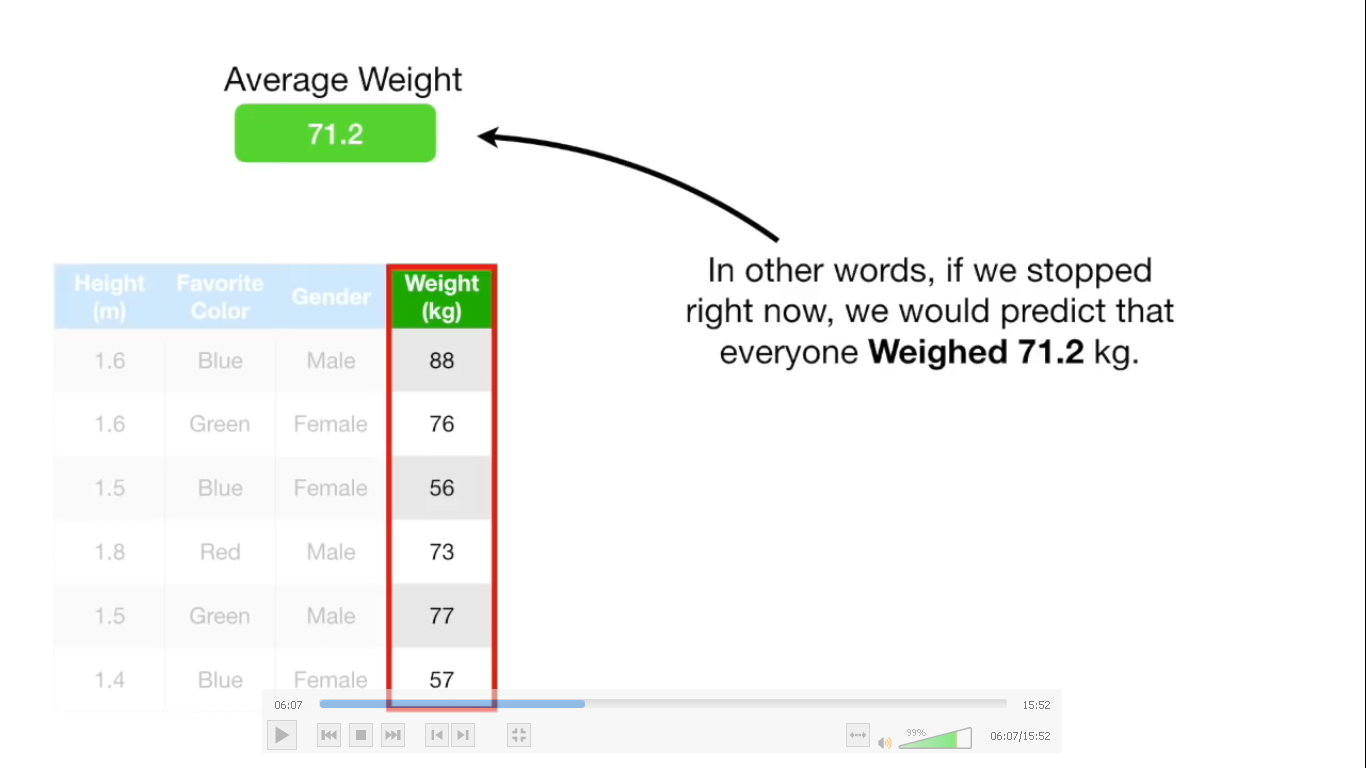 Average Weight
71.2
In other words, if we stopped
right now, we would predict that
everyone Weighed 71.2 kg.
Height (m) Favorite Color Gender Weight (kg)
1.6 Blue Male 88
1.6 Green Female 76
1.5 Blue Female 56
1.8 Red Male 73
1.5 Green Male 77
1.4 Blue Female 57
06:07 15:52
99% 06:07/15:52